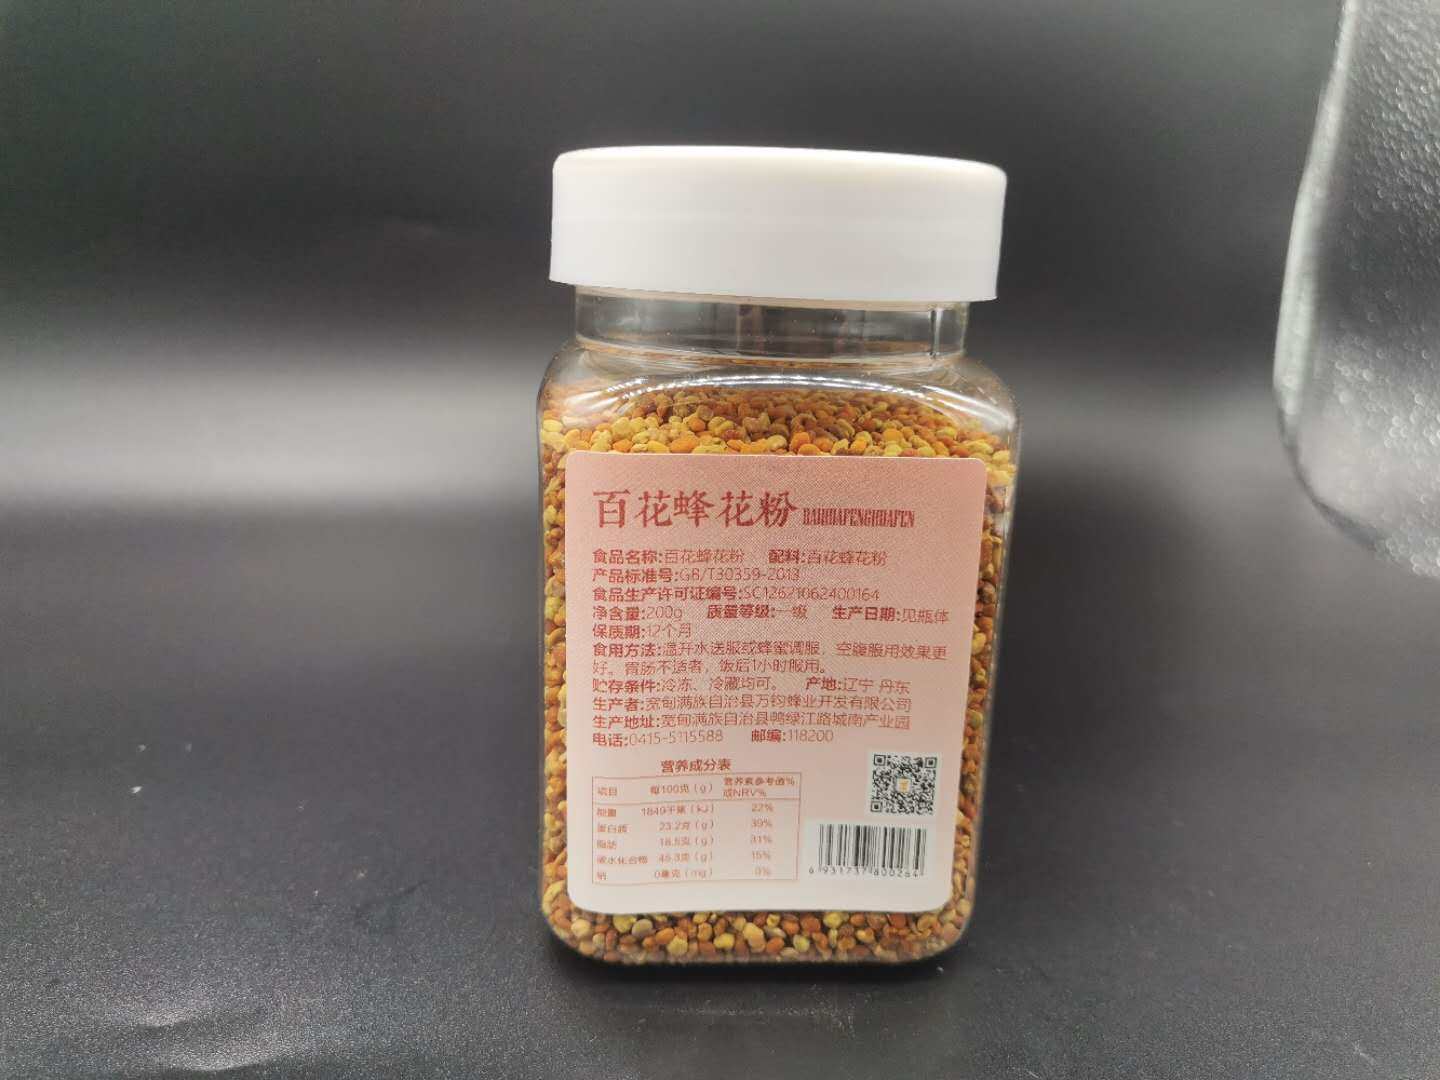 百花蜂花粉 BAIHUAFENGHUAFEN
食品名称:百花蜂花粉 配料:百花蜂花粉
产品标准号:GB/T30359-2013
食品生产许可证编号:SC12621062400164
净含量:200g 质量等级:一级 生产日期:见瓶体
保质期:12个月
食用方法:温开水送服或蜂蜜调服，空腹服用效果更
好。胃肠不适者，饭后1小时服用。
贮存条件:冷冻、冷藏均可。 产地:辽宁 丹东
生产者:宽甸满族自治县万钧蜂业开发有限公司
生产地址:宽甸满族自治县鸭绿江路城南产业园
电话:0415-5115588 邮编:118200
营养成分表
项目 每100克（g） 营养素参考值%
或NRV%
能量 1849千焦（kJ） 22%
蛋白质 23.2克（g） 39%
脂肪 18.5克（g） 31%
碳水化合物 45.3克（g） 15%
钠 0毫克（mg） 0%
6 931737 800264